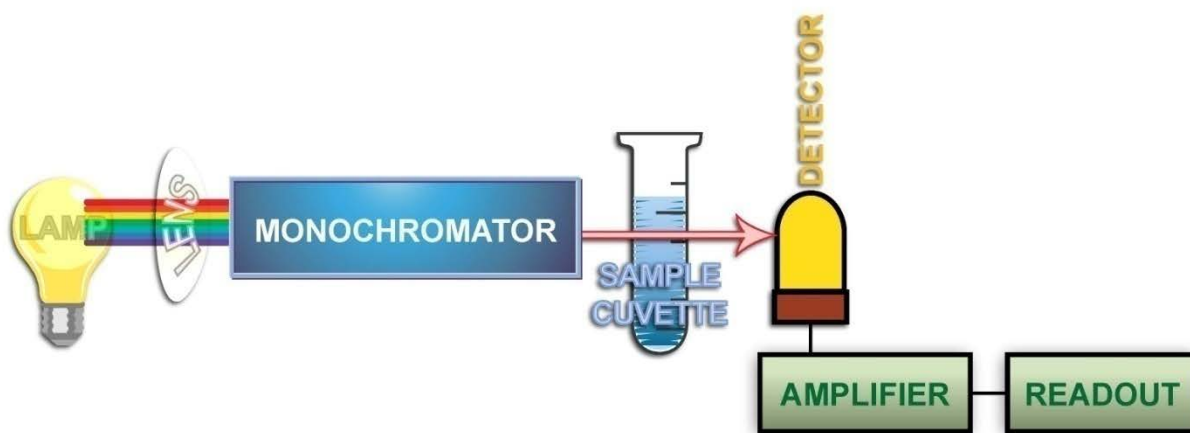 LAMP
LENS
MONOCHROMATOR
SAMPLE
CUVETTE
DETECTOR
AMPLIFIER
READOUT